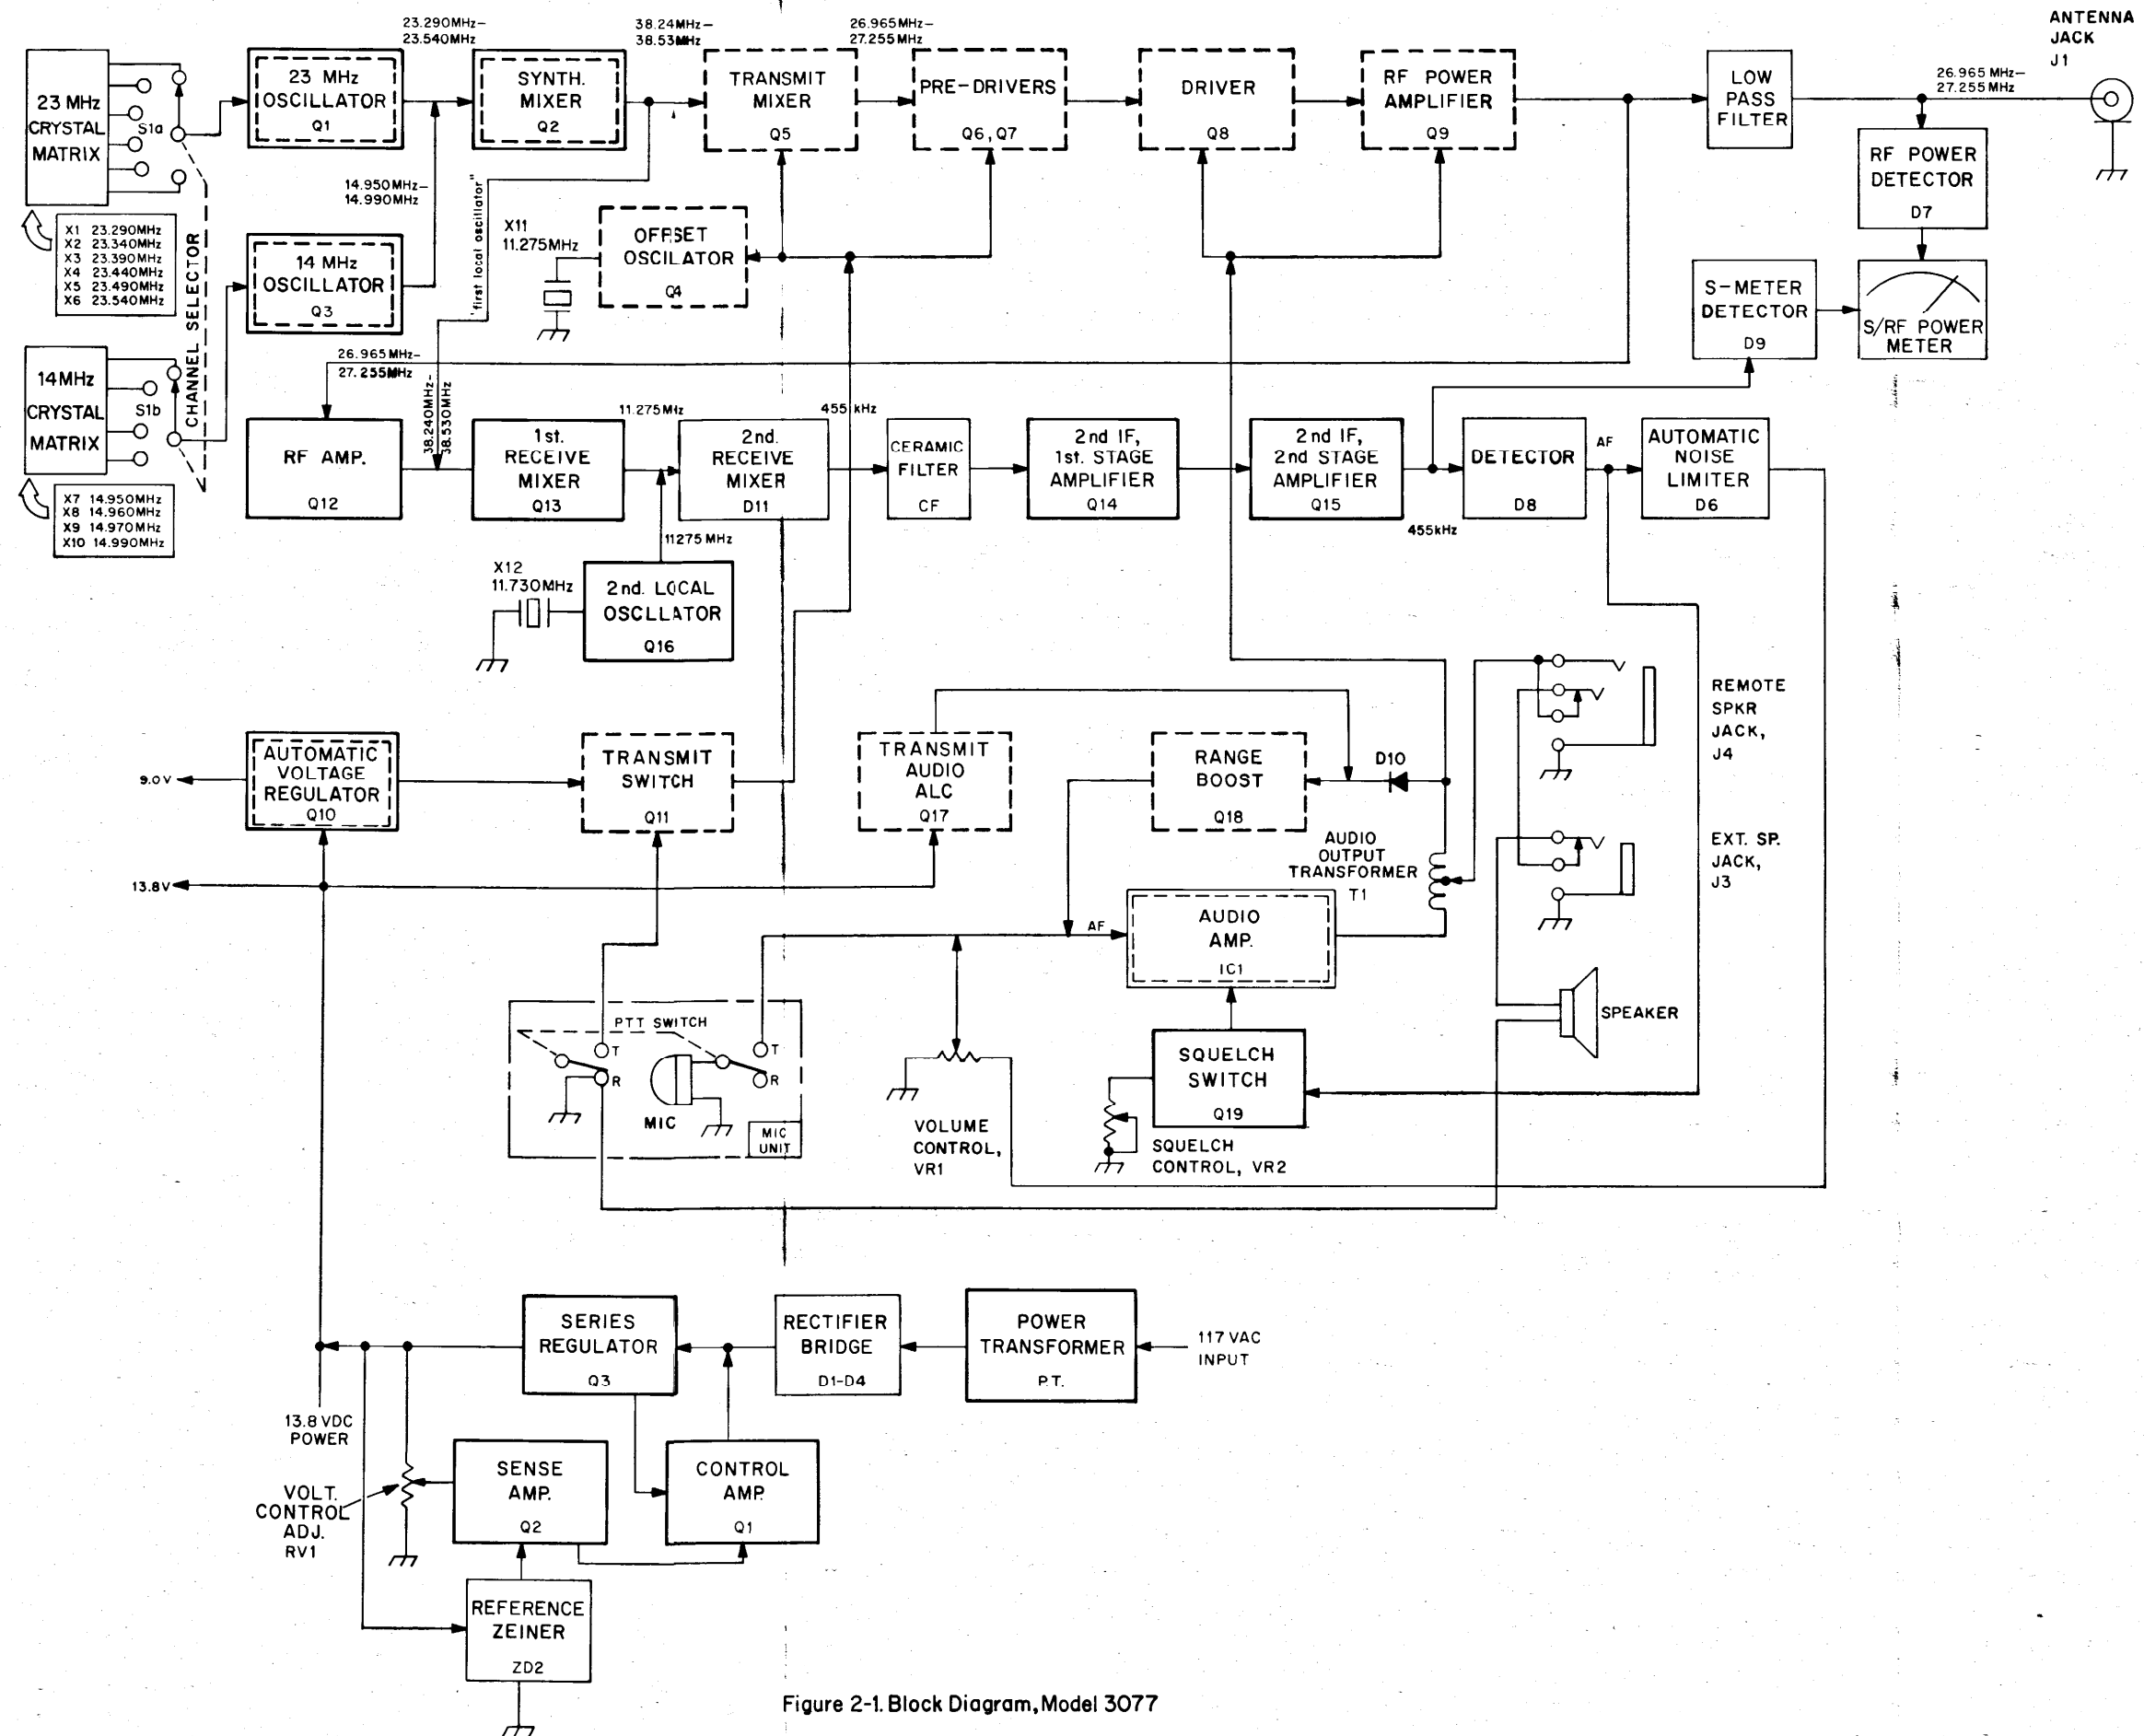 23.290MHz–
23.540MHz
38.24MHz–
38.53MHz
26.965MHz–
27.255MHz
ANTENNA
JACK
J1
23 MHz
CRYSTAL
MATRIX
S1a
23 MHz
OSCILLATOR
Q1
SYNTH.
MIXER
Q2
TRANSMIT
MIXER
Q5
PRE-DRIVERS
Q6, Q7
DRIVER
Q8
RF POWER
AMPLIFIER
Q9
LOW
PASS
FILTER
26.965 MHz–
27.255MHz
RF POWER
DETECTOR
D7
14.950MHz–
14.990MHz
"first local oscillator"
X1 23.290MHz
X2 23.340MHz
X3 23.390MHz
X4 23.440MHz
X5 23.490MHz
X6 23.540MHz
CHANNEL SELECTOR
14 MHz
OSCILLATOR
Q3
X11
11.275MHz
OFFSET
OSCILATOR
Q4
S-METER
DETECTOR
D9
S/RF POWER
METER
14MHz
CRYSTAL
MATRIX
S1b
26.965MHz–
27.255MHz
38.240MHz-
38.530MHz
X7 14.950MHz
X8 14.960MHz
X9 14.970MHz
X10 14.990MHz
RF AMP.
Q12
1st.
RECEIVE
MIXER
Q13
11.275MHz
2nd.
RECEIVE
MIXER
D11
455 kHz
CERAMIC
FILTER
CF
2nd IF,
1st. STAGE
AMPLIFIER
Q14
2nd IF,
2nd STAGE
AMPLIFIER
Q15
455kHz
DETECTOR
D8
AF
AUTOMATIC
NOISE
LIMITER
D6
11275MHz
X12
11.730MHz
2nd. LOCAL
OSCLLATOR
Q16
REMOTE
SPKR
JACK,
J4
9.0V
AUTOMATIC
VOLTAGE
REGULATOR
Q10
TRANSMIT
SWITCH
Q11
TRANSMIT
AUDIO
ALC
Q17
RANGE
BOOST
Q18
D10
AUDIO
OUTPUT
TRANSFORMER
T1
EXT. SP.
JACK,
J3
13.8V
AF
AUDIO
AMP.
IC1
SPEAKER
PTT SWITCH
T
R
T
R
MIC
MIC
UNIT
VOLUME
CONTROL,
VR1
SQUELCH
SWITCH
Q19
SQUELCH
CONTROL, VR2
SERIES
REGULATOR
Q3
RECTIFIER
BRIDGE
D1-D4
POWER
TRANSFORMER
P.T.
117 VAC
INPUT
13.8 VDC
POWER
VOLT.
CONTROL
ADJ.
RV1
SENSE
AMP.
Q2
CONTROL
AMP.
Q1
REFERENCE
ZEINER
ZD2
Figure 2-1. Block Diagram, Model 3077